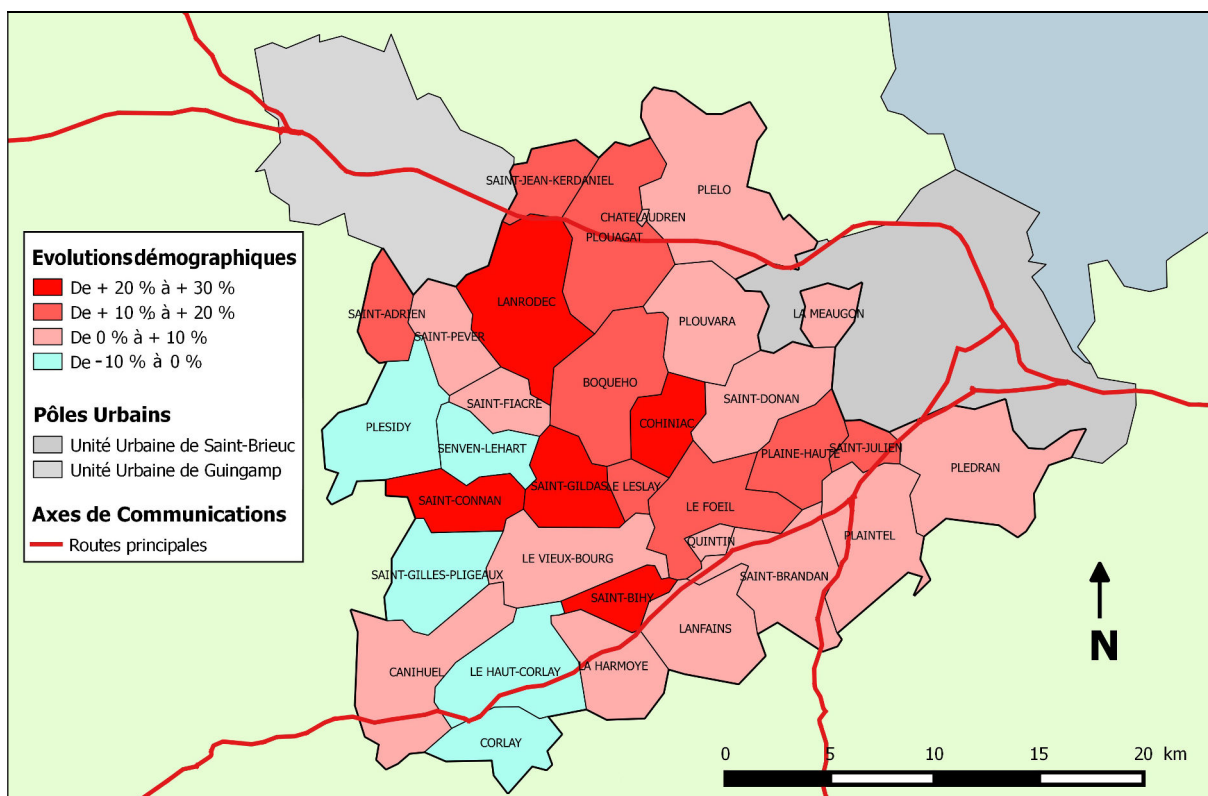 SAINT-JEAN-KERDANIEL
PLELO
CHATELAUDREN
PLOUAGAT
Evolutions démographiques
De + 20 % à + 30 %
De + 10 % à + 20 %
De 0 % à + 10 %
De -10 % à 0 %
Pôles Urbains
Unité Urbaine de Saint-Brieuc
Unité Urbaine de Guingamp
Axes de Communications
Routes principales
LANRODEC
SAINT-ADRIEN
LA MEAUGON
PLOUVARA
SAINT-PEVER
BOQUEHO
SAINT-DONAN
SAINT-FIACRE
COHINIAC
PLESIDY
SENVEN-LEHART
SAINT-JULIEN
PLAINE-HAUTE
PLEDRAN
SAINT-GILDAS
LE LESLAY
SAINT-CONNAN
LE FOEIL
PLAINTEL
QUINTIN
LE VIEUX-BOURG
SAINT-GILLES-PLIGEAUX
SAINT-BRANDAN
SAINT-BIHY
LANFAINS
N
CANIHUEL
LE HAUT-CORLAY
LA HARMOYE
CORLAY
0 5 10 15 20 km